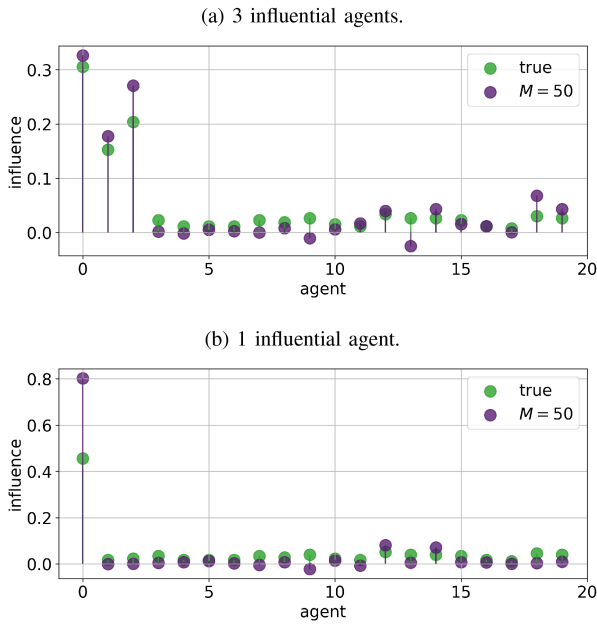 (a) 3 influential agents.
influence
0.3
0.2
0.1
0.0
true
M = 50
0 5 10 15 20
agent
(b) 1 influential agent.
influence
0.8
0.6
0.4
0.2
0.0
true
M = 50
0 5 10 15 20
agent